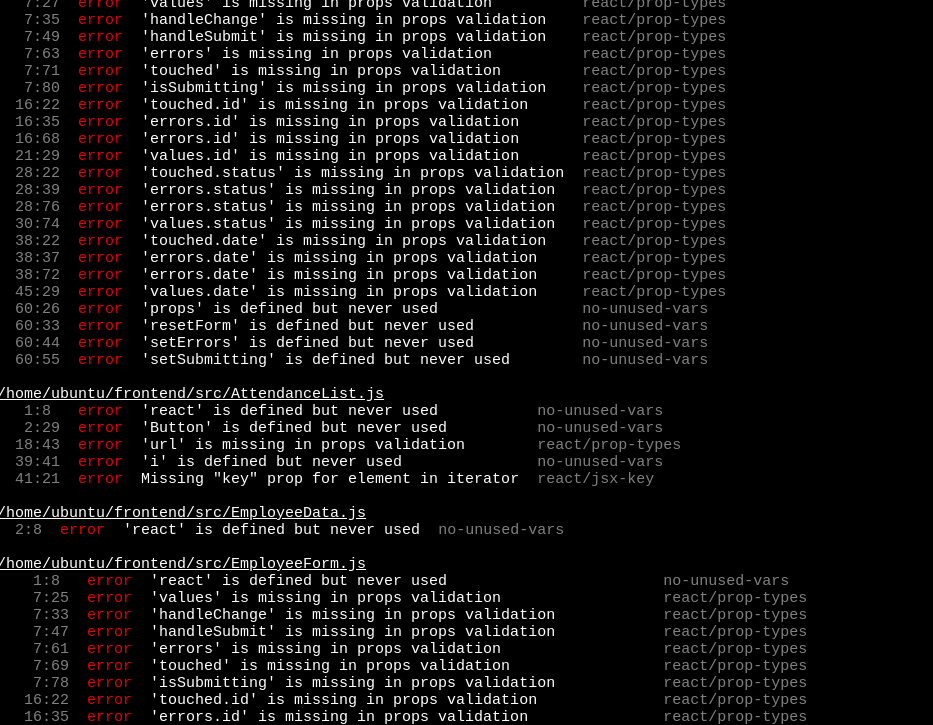 7:27 error 'values' is missing in props validation react/prop-types
7:35 error 'handleChange' is missing in props validation react/prop-types
7:49 error 'handleSubmit' is missing in props validation react/prop-types
7:63 error 'errors' is missing in props validation react/prop-types
7:71 error 'touched' is missing in props validation react/prop-types
7:80 error 'isSubmitting' is missing in props validation react/prop-types
16:22 error 'touched.id' is missing in props validation react/prop-types
16:35 error 'errors.id' is missing in props validation react/prop-types
16:68 error 'errors.id' is missing in props validation react/prop-types
21:29 error 'values.id' is missing in props validation react/prop-types
28:22 error 'touched.status' is missing in props validation react/prop-types
28:39 error 'errors.status' is missing in props validation react/prop-types
28:76 error 'errors.status' is missing in props validation react/prop-types
30:74 error 'values.status' is missing in props validation react/prop-types
38:22 error 'touched.date' is missing in props validation react/prop-types
38:37 error 'errors.date' is missing in props validation react/prop-types
38:72 error 'errors.date' is missing in props validation react/prop-types
45:29 error 'values.date' is missing in props validation react/prop-types
60:26 error 'props' is defined but never used no-unused-vars
60:33 error 'resetForm' is defined but never used no-unused-vars
60:44 error 'setErrors' is defined but never used no-unused-vars
60:55 error 'setSubmitting' is defined but never used no-unused-vars
/home/ubuntu/frontend/src/AttendanceList.js
1:8 error 'react' is defined but never used no-unused-vars
2:29 error 'Button' is defined but never used no-unused-vars
18:43 error 'url' is missing in props validation react/prop-types
39:41 error 'i' is defined but never used no-unused-vars
41:21 error Missing "key" prop for element in iterator react/jsx-key
/home/ubuntu/frontend/src/EmployeeData.js
2:8 error 'react' is defined but never used no-unused-vars
/home/ubuntu/frontend/src/EmployeeForm.js
1:8 error 'react' is defined but never used no-unused-vars
7:25 error 'values' is missing in props validation react/prop-types
7:33 error 'handleChange' is missing in props validation react/prop-types
7:47 error 'handleSubmit' is missing in props validation react/prop-types
7:61 error 'errors' is missing in props validation react/prop-types
7:69 error 'touched' is missing in props validation react/prop-types
7:78 error 'isSubmitting' is missing in props validation react/prop-types
16:22 error 'touched.id' is missing in props validation react/prop-types
16:35 error 'errors.id' is missing in props validation react/prop-types